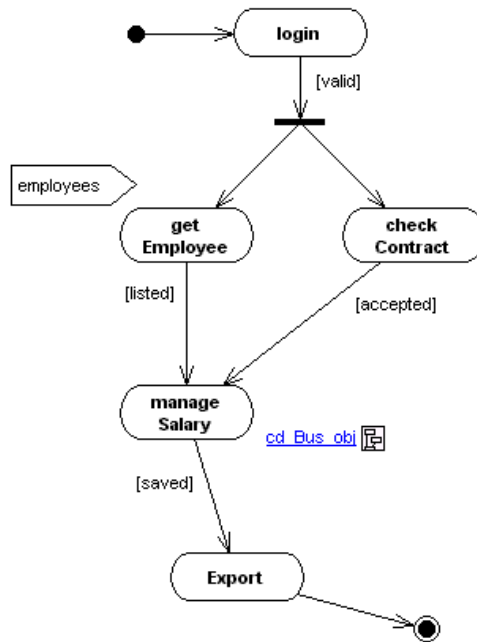 login
[valid]
employees
get
Employee
check
Contract
[listed]
[accepted]
manage
Salary
cd_Bus_obj
[saved]
Export